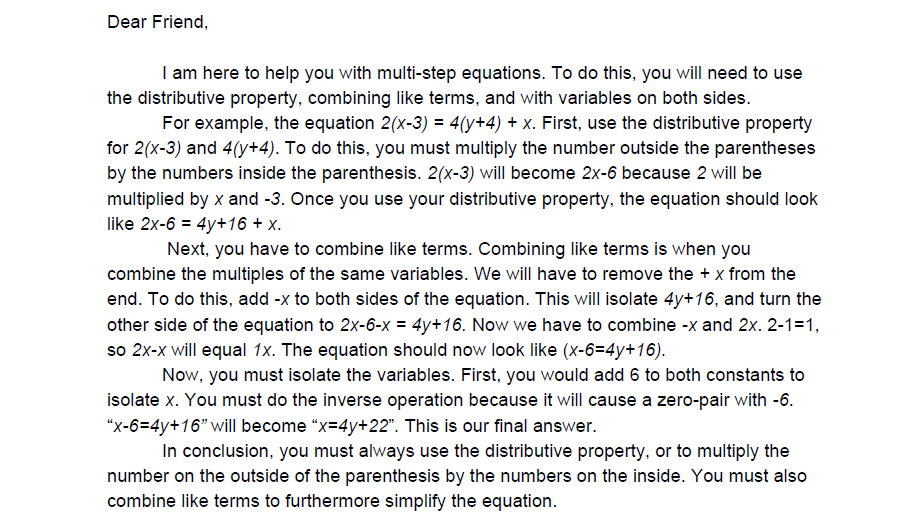 Dear Friend,
I am here to help you with multi-step equations. To do this, you will need to use
the distributive property, combining like terms, and with variables on both sides.
For example, the equation 2(x-3) = 4(y+4) + x. First, use the distributive property
for 2(x-3) and 4(y+4). To do this, you must multiply the number outside the parentheses
by the numbers inside the parenthesis. 2(x-3) will become 2x-6 because 2 will be
multiplied by x and -3. Once you use your distributive property, the equation should look
like 2x-6 = 4y+16 + x.
Next, you have to combine like terms. Combining like terms is when you
combine the multiples of the same variables. We will have to remove the + x from the
end. To do this, add -x to both sides of the equation. This will isolate 4y+16, and turn the
other side of the equation to 2x-6-x = 4y+16. Now we have to combine -x and 2x. 2-1=1,
so 2x-x will equal 1x. The equation should now look like (x-6=4y+16).
Now, you must isolate the variables. First, you would add 6 to both constants to
isolate x. You must do the inverse operation because it will cause a zero-pair with -6.
“x-6=4y+16” will become “x=4y+22”. This is our final answer.
In conclusion, you must always use the distributive property, or to multiply the
number on the outside of the parenthesis by the numbers on the inside. You must also
combine like terms to furthermore simplify the equation.